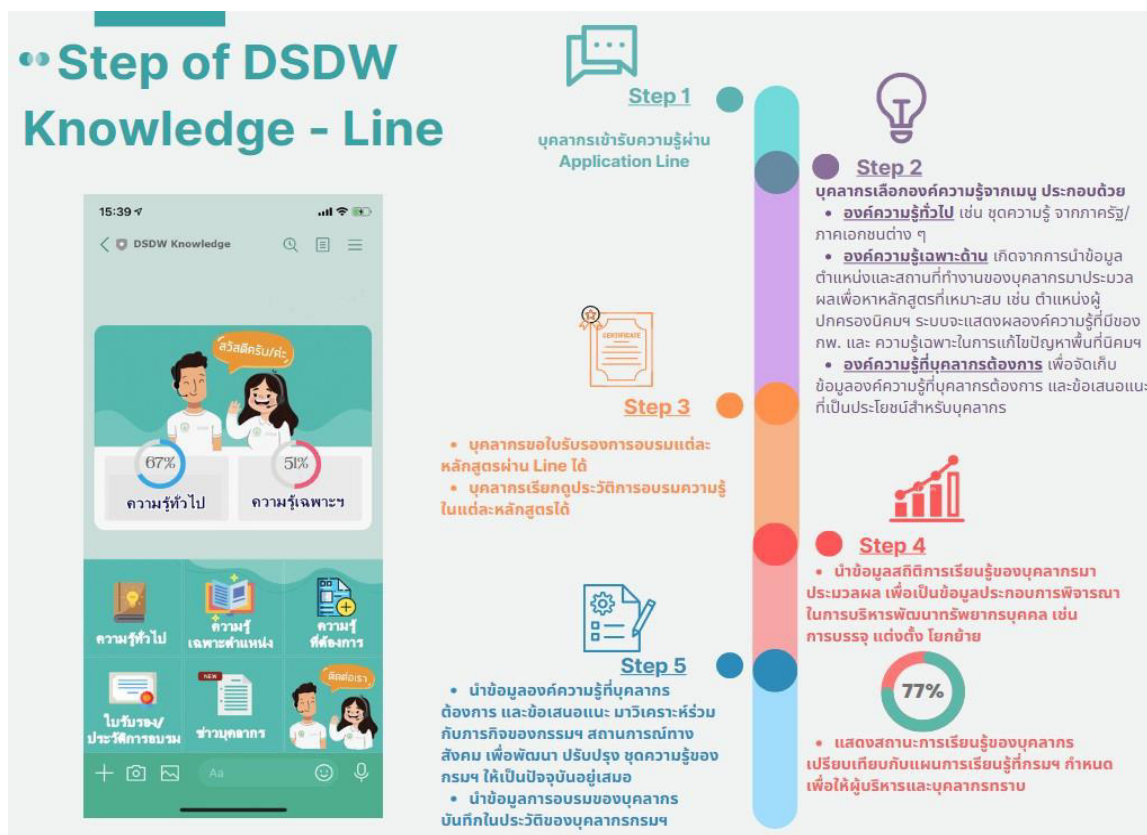 Step of DSDW
Knowledge - Line
15:39
DSDW Knowledge
สวัสดีครับ/ค่ะ
67%
51%
ความรู้ทั่วไป
ความรู้เฉพาะฯ
ความรู้ทั่วไป
ความรู้
เฉพาะตำแหน่ง
ความรู้
ที่ต้องการ
ใบรับรอง/
ประวัติการอบรม
NEW
ข่าวบุคลากร
ติดต่อเรา
Aa
Step 1
บุคลากรเข้ารับความรู้ผ่าน
Application Line
Step 2
บุคลากรเลือกองค์ความรู้จากเมนู ประกอบด้วย
• องค์ความรู้ทั่วไป เช่น ชุดความรู้ จากภาครัฐ/
ภาคเอกชนต่าง ๆ
• องค์ความรู้เฉพาะด้าน เกิดจากการนำข้อมูล
ตำแหน่งและสถานที่ทำงานของบุคลากรมาประมวล
ผลเพื่อหาหลักสูตรที่เหมาะสม เช่น ตำแหน่งผู้
ปกครองนิคมฯ ระบบจะแสดงผลองค์ความรู้ที่มีของ
กพ. และ ความรู้เฉพาะในการแก้ไขปัญหาพื้นที่นิคมฯ
• องค์ความรู้ที่บุคลากรต้องการ เพื่อจัดเก็บ
ข้อมูลองค์ความรู้ที่บุคลากรต้องการ และข้อเสนอแนะ
ที่เป็นประโยชน์สำหรับบุคลากร
CERTIFICATE
Step 3
• บุคลากรขอใบรับรองการอบรมแต่ละ
หลักสูตรผ่าน Line ได้
• บุคลากรเรียกดูประวัติการอบรมความรู้
ในแต่ละหลักสูตรได้
Step 4
• นำข้อมูลสถิติการเรียนรู้ของบุคลากรมา
ประมวลผล เพื่อเป็นข้อมูลประกอบการพิจารณา
ในการบริหารพัฒนาทรัพยากรบุคคล เช่น
การบรรจุ แต่งตั้ง โยกย้าย
77%
• แสดงสถานะการเรียนรู้ของบุคลากร
เปรียบเทียบกับแผนการเรียนรู้ที่กรมฯ กำหนด
เพื่อให้ผู้บริหารและบุคลากรทราบ
Step 5
• นำข้อมูลองค์ความรู้ที่บุคลากร
ต้องการ และข้อเสนอแนะ มาวิเคราะห์ร่วม
กับภารกิจของกรมฯ สถานการณ์ทาง
สังคม เพื่อพัฒนา ปรับปรุง ชุดความรู้ของ
กรมฯ ให้เป็นปัจจุบันอยู่เสมอ
• นำข้อมูลการอบรมของบุคลากร
บันทึกในประวัติของบุคลากรกรมฯ